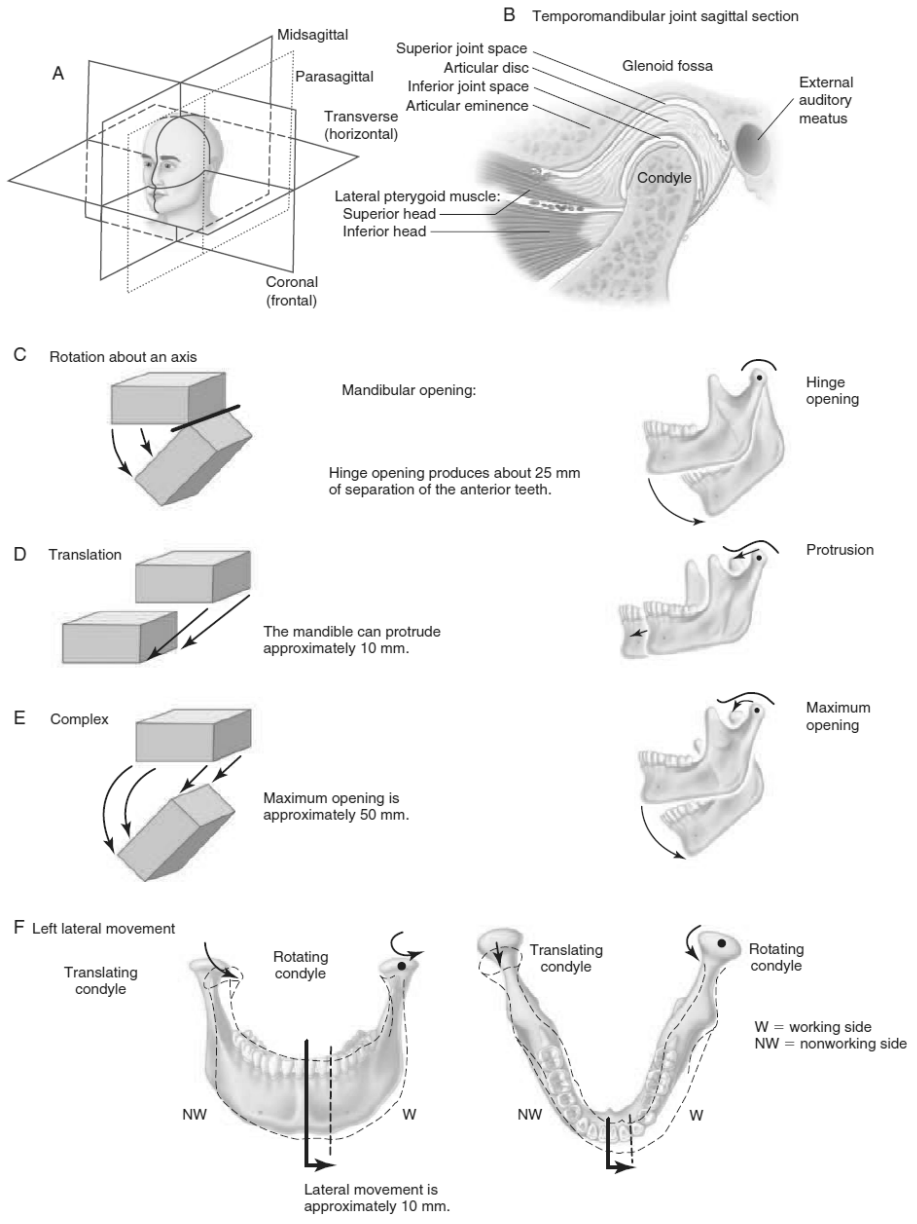 A
Midsagittal
Parasagittal
Transverse
(horizontal)
Coronal
(frontal)
B Temporomandibular joint sagittal section
Superior joint space
Articular disc
Inferior joint space
Articular eminence
Glenoid fossa
External
auditory
meatus
Condyle
Lateral pterygoid muscle:
Superior head
Inferior head
C Rotation about an axis
Mandibular opening:
Hinge opening produces about 25 mm
of separation of the anterior teeth.
Hinge
opening
D Translation
The mandible can protrude
approximately 10 mm.
Protrusion
E Complex
Maximum opening is
approximately 50 mm.
Maximum
opening
F Left lateral movement
Translating
condyle
Rotating
condyle
NW
W
Lateral movement is
approximately 10 mm.
Translating
condyle
Rotating
condyle
W = working side
NW = nonworking side
NW
W